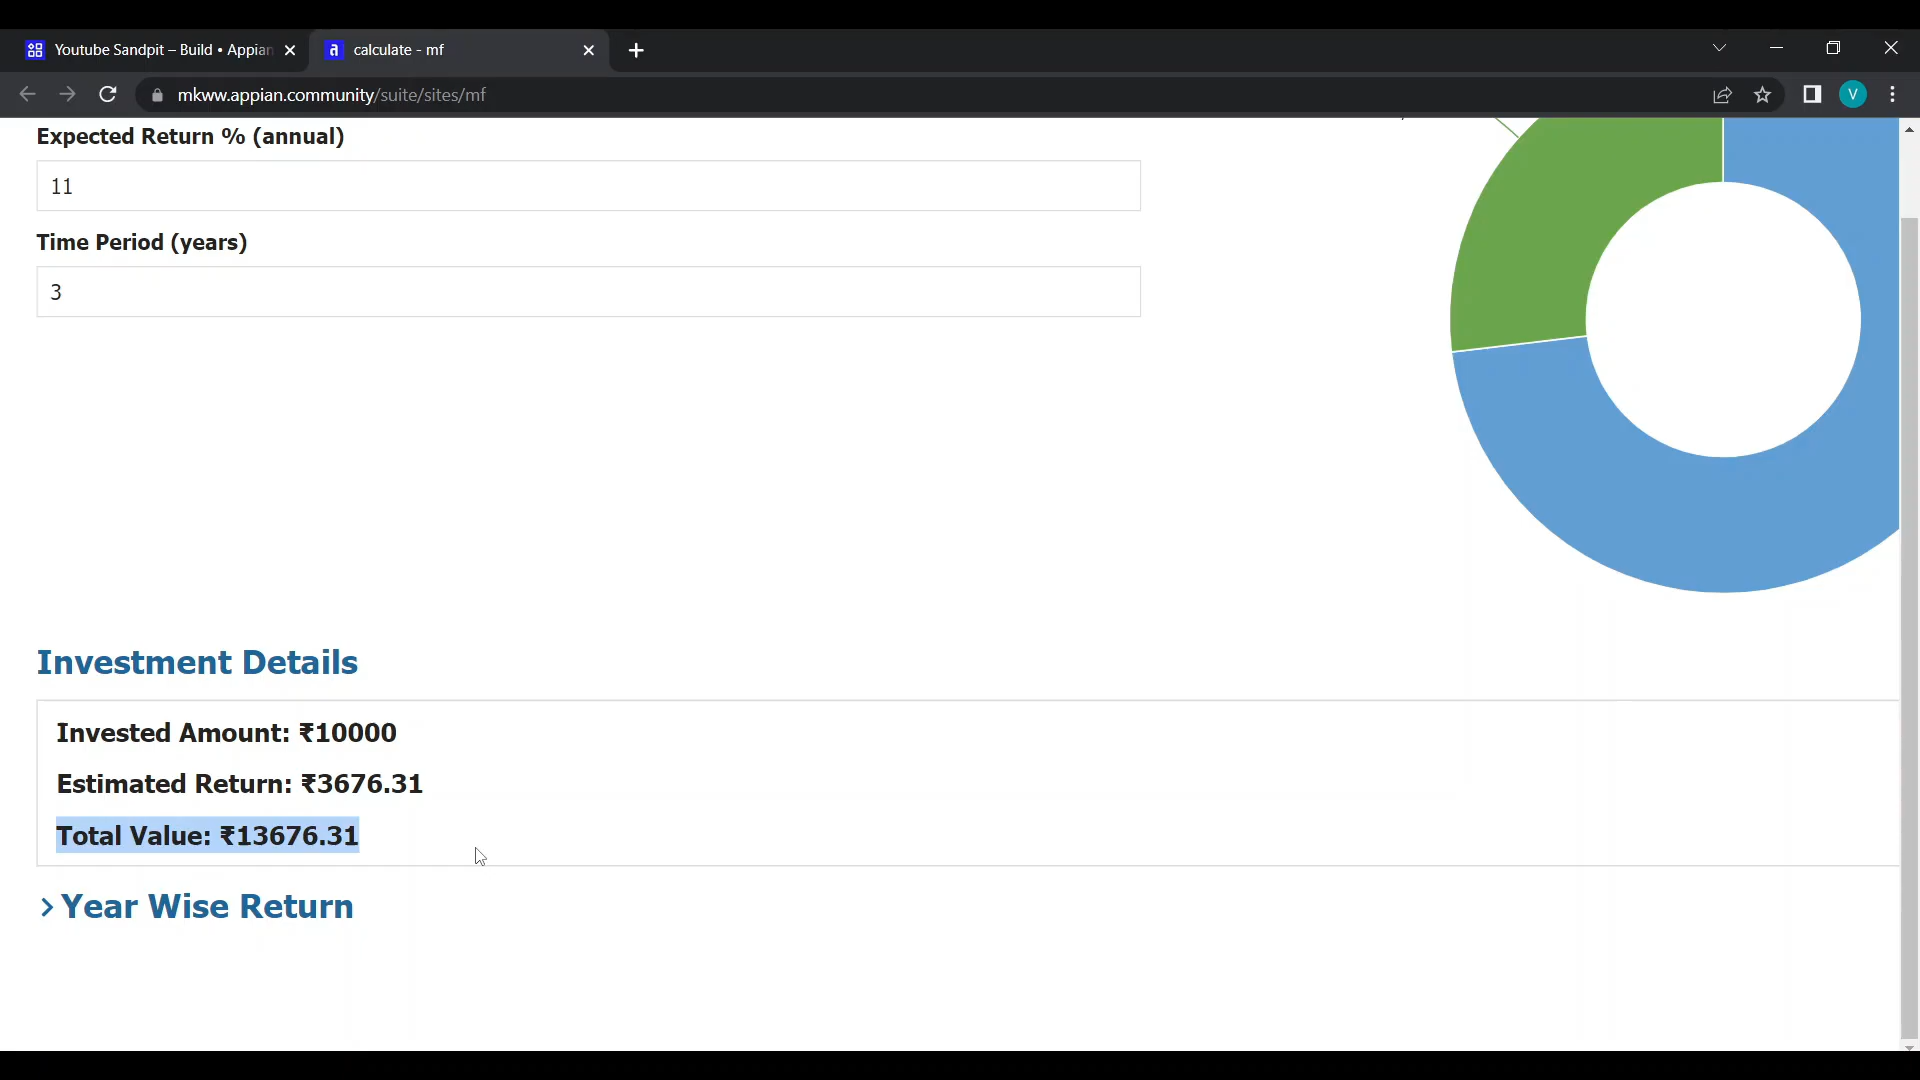 Youtube Sandpit – Build • Appian
calculate - mf
mkww.appian.community/suite/sites/mf
V
Expected Return % (annual)
11
Time Period (years)
3
Investment Details
Invested Amount: ₹10000
Estimated Return: ₹3676.31
Total Value: ₹13676.31
Year Wise Return